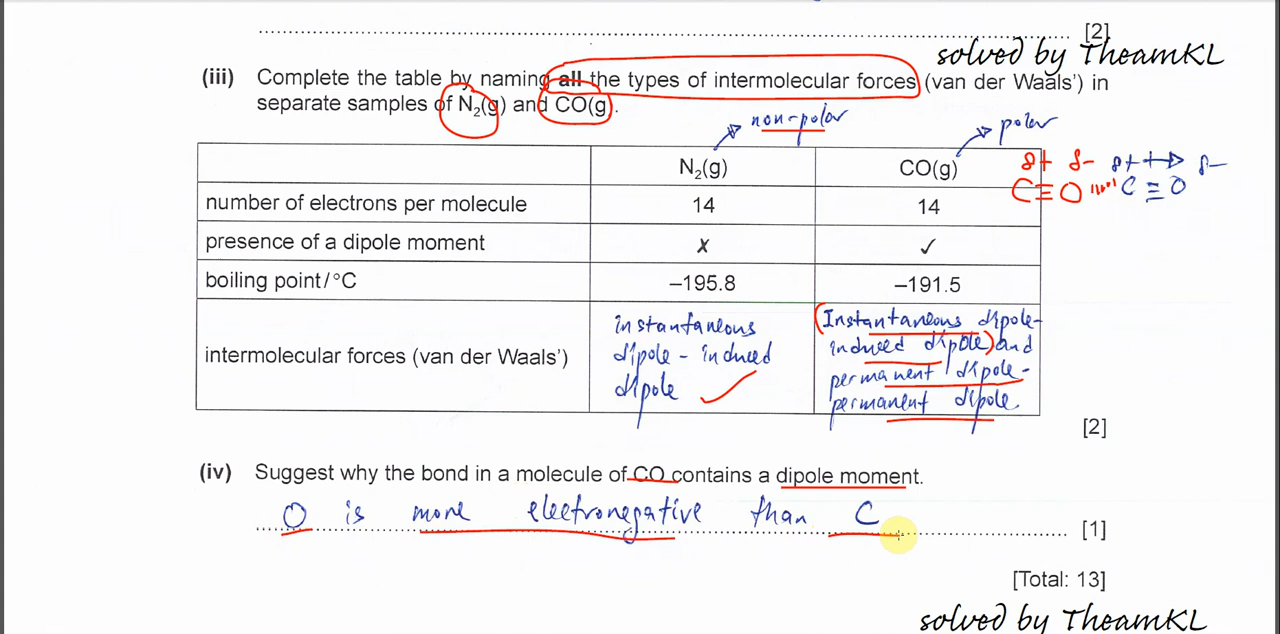 [2]
solved by TheamKL
(iii) Complete the table by naming all the types of intermolecular forces (van der Waals') in
separate samples of N₂(g) and CO(g).
non-polar
polar
N₂(g) CO(g)
δ+ δ- δ+ δ-
C≡O C≡O
number of electrons per molecule 14 14
presence of a dipole moment ✗ ✓
boiling point/°C –195.8 –191.5
intermolecular forces (van der Waals')
instantaneous
dipole - induced
dipole
(Instantaneous dipole-
induced dipole) and
permanent dipole-
permanent dipole
[2]
(iv) Suggest why the bond in a molecule of CO contains a dipole moment.
O is more electronegative than C
[1]
[Total: 13]
solved by TheamKL